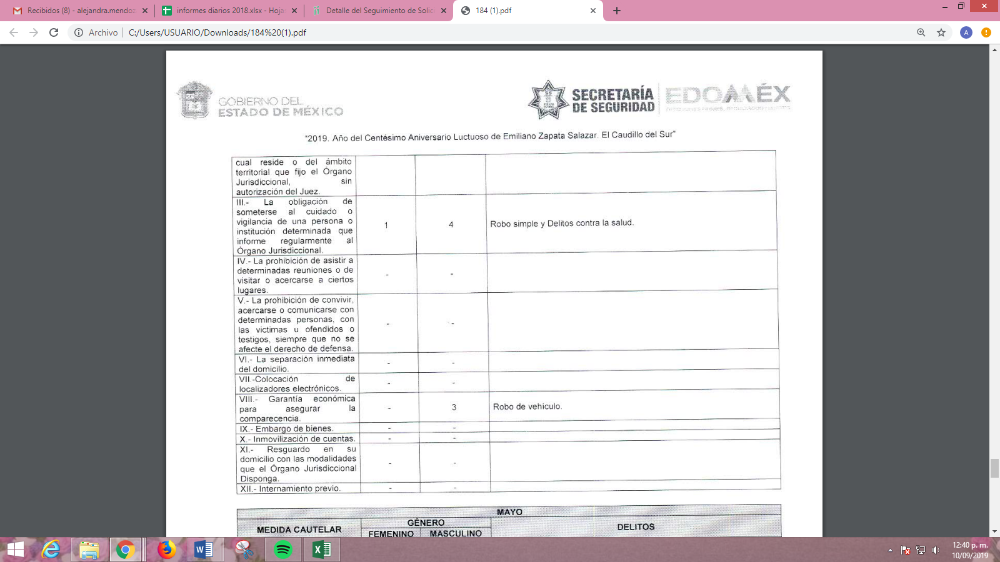 Recibidos (8) - alejandra.mendoz
informes diarios 2018.xlsx - Hoja
Detalle del Seguimiento de Solic
184 (1).pdf
Archivo
C:/Users/USUARIO/Downloads/184%20(1).pdf
A
GOBIERNO DEL
ESTADO DE MÉXICO
SECRETARÍA
DE SEGURIDAD
EDOMÉX
DECISIONES FIRMES, RESULTADOS FUERTES.
"2019. Año del Centésimo Aniversario Luctuoso de Emiliano Zapata Salazar. El Caudillo del Sur"
cual reside o del ámbito
territorial que fijo el Órgano
Jurisdiccional, sin
autorización del Juez.
III.- La obligación de
someterse al cuidado o
vigilancia de una persona o
institución determinada que
informe regularmente al
Órgano Jurisdiccional.
1
4
Robo simple y Delitos contra la salud.
IV.- La prohibición de asistir a
determinadas reuniones o de
visitar o acercarse a ciertos
lugares.
-
-
V.- La prohibición de convivir,
acercarse o comunicarse con
determinadas personas, con
las victimas u ofendidos o
testigos, siempre que no se
afecte el derecho de defensa.
-
-
VI.- La separación inmediata
del domicilio.
-
-
VII.-Colocación de
localizadores electrónicos.
-
-
VIII.- Garantía económica
para asegurar la
comparecencia.
-
3
Robo de vehículo.
IX.- Embargo de bienes.
-
-
X.- Inmovilización de cuentas.
-
-
XI.- Resguardo en su
domicilio con las modalidades
que el Órgano Jurisdiccional
Disponga.
-
-
XII.- Internamiento previo.
-
-
MAYO
MEDIDA CAUTELAR
GÉNERO
FEMENINO
MASCULINO
DELITOS
12:40 p. m.
10/09/2019